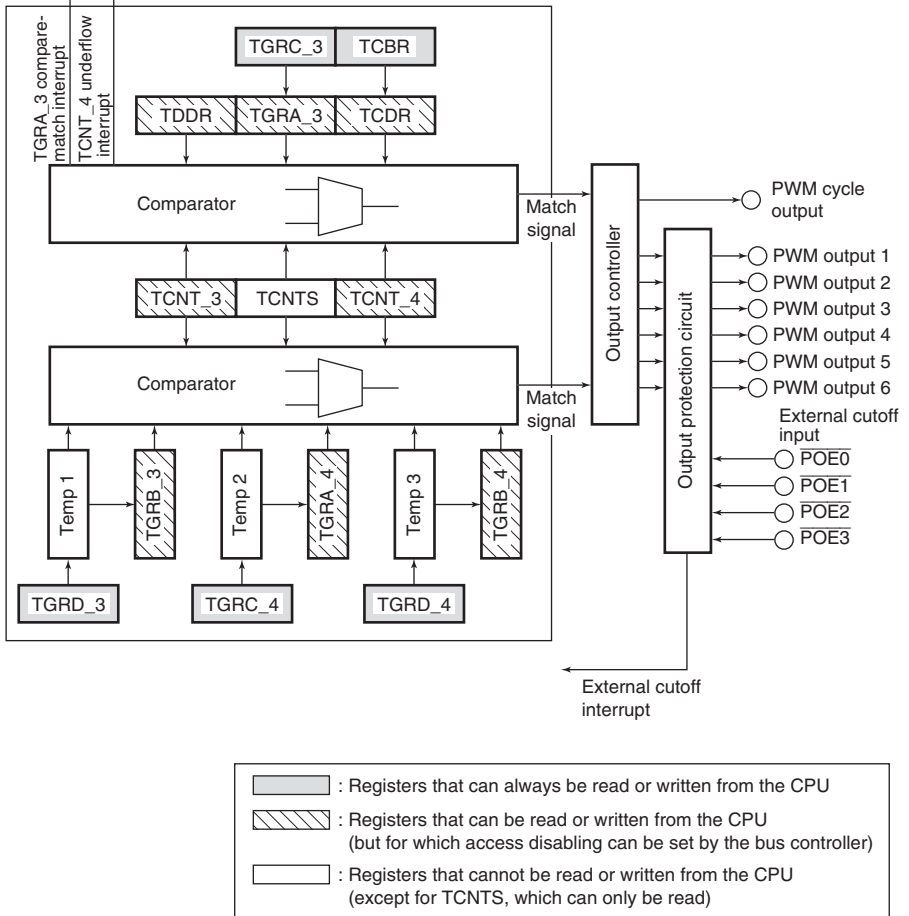 TGRA_3 compare-
match interrupt
TCNT_4 underflow
interrupt
TGRC_3
TCBR
TDDR
TGRA_3
TCDR
Comparator
Match
signal
Output controller
PWM cycle
output
Output protection circuit
PWM output 1
PWM output 2
PWM output 3
PWM output 4
PWM output 5
PWM output 6
TCNT_3
TCNTS
TCNT_4
Comparator
Match
signal
External cutoff
input
POE0
POE1
POE2
POE3
Temp 1
TGRB_3
Temp 2
TGRA_4
Temp 3
TGRB_4
TGRD_3
TGRC_4
TGRD_4
External cutoff
interrupt
: Registers that can always be read or written from the CPU
: Registers that can be read or written from the CPU
(but for which access disabling can be set by the bus controller)
: Registers that cannot be read or written from the CPU
(except for TCNTS, which can only be read)